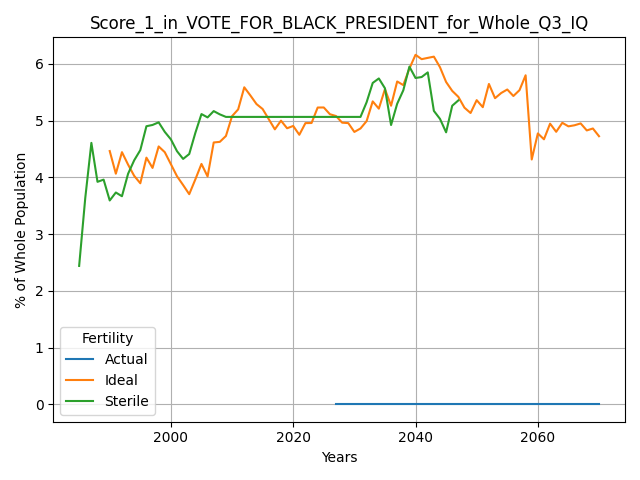 Score_1_in_VOTE_FOR_BLACK_PRESIDENT_for_Whole_Q3_IQ
% of Whole Population
6
5
4
3
2
1
0
Fertility
Actual
Ideal
Sterile
2000
2020
2040
2060
Years